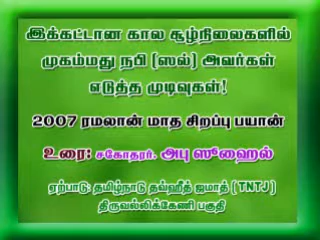 இக்கட்டான கால சூழ்நிலைகளில்
முகம்மது நபி (ஸல்) அவர்கள்
எடுத்த முடிவுகள்!
2007 ரமலான் மாத சிறப்பு பயான்
உரை: சகோதரர். அபு ஸுஹைல்
ஏற்பாடு: தமிழ்நாடு தவ்ஹீத் ஜமாத் ( TNTJ )
திருவல்லிக்கேணி பகுதி